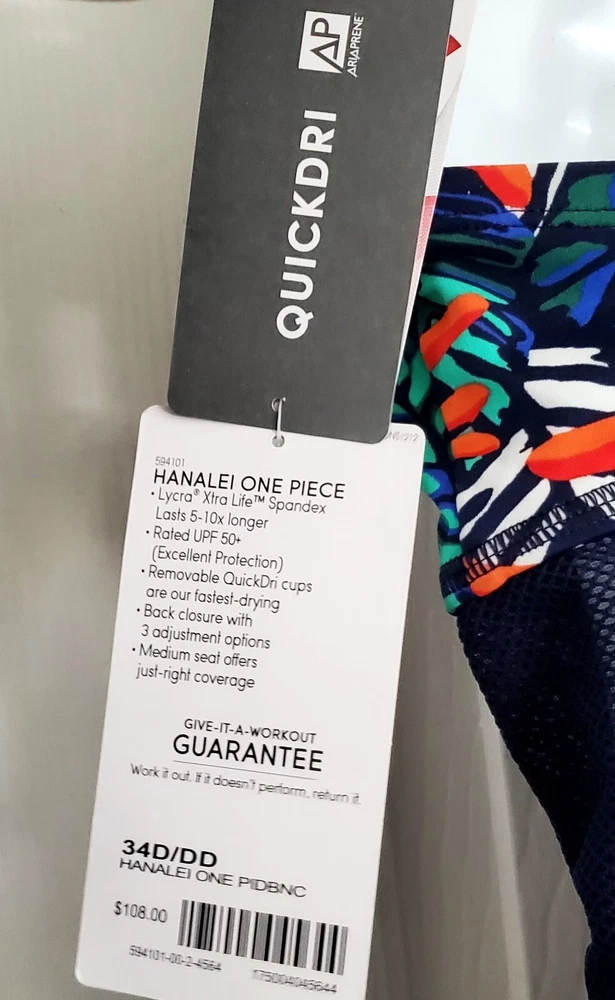 AP
ARIAPRENE
QUICKDRI
594101
HANALEI ONE PIECE
• Lycra® Xtra Life™ Spandex
Lasts 5-10x longer
• Rated UPF 50+
(Excellent Protection)
• Removable QuickDri cups
are our fastest-drying
• Back closure with
3 adjustment options
• Medium seat offers
just-right coverage
GIVE-IT-A-WORKOUT
GUARANTEE
Work it out. If it doesn't perform, return it.
34D/DD
HANALEI ONE PIDBNC
$108.00
594101-00-2-4564
175004045644